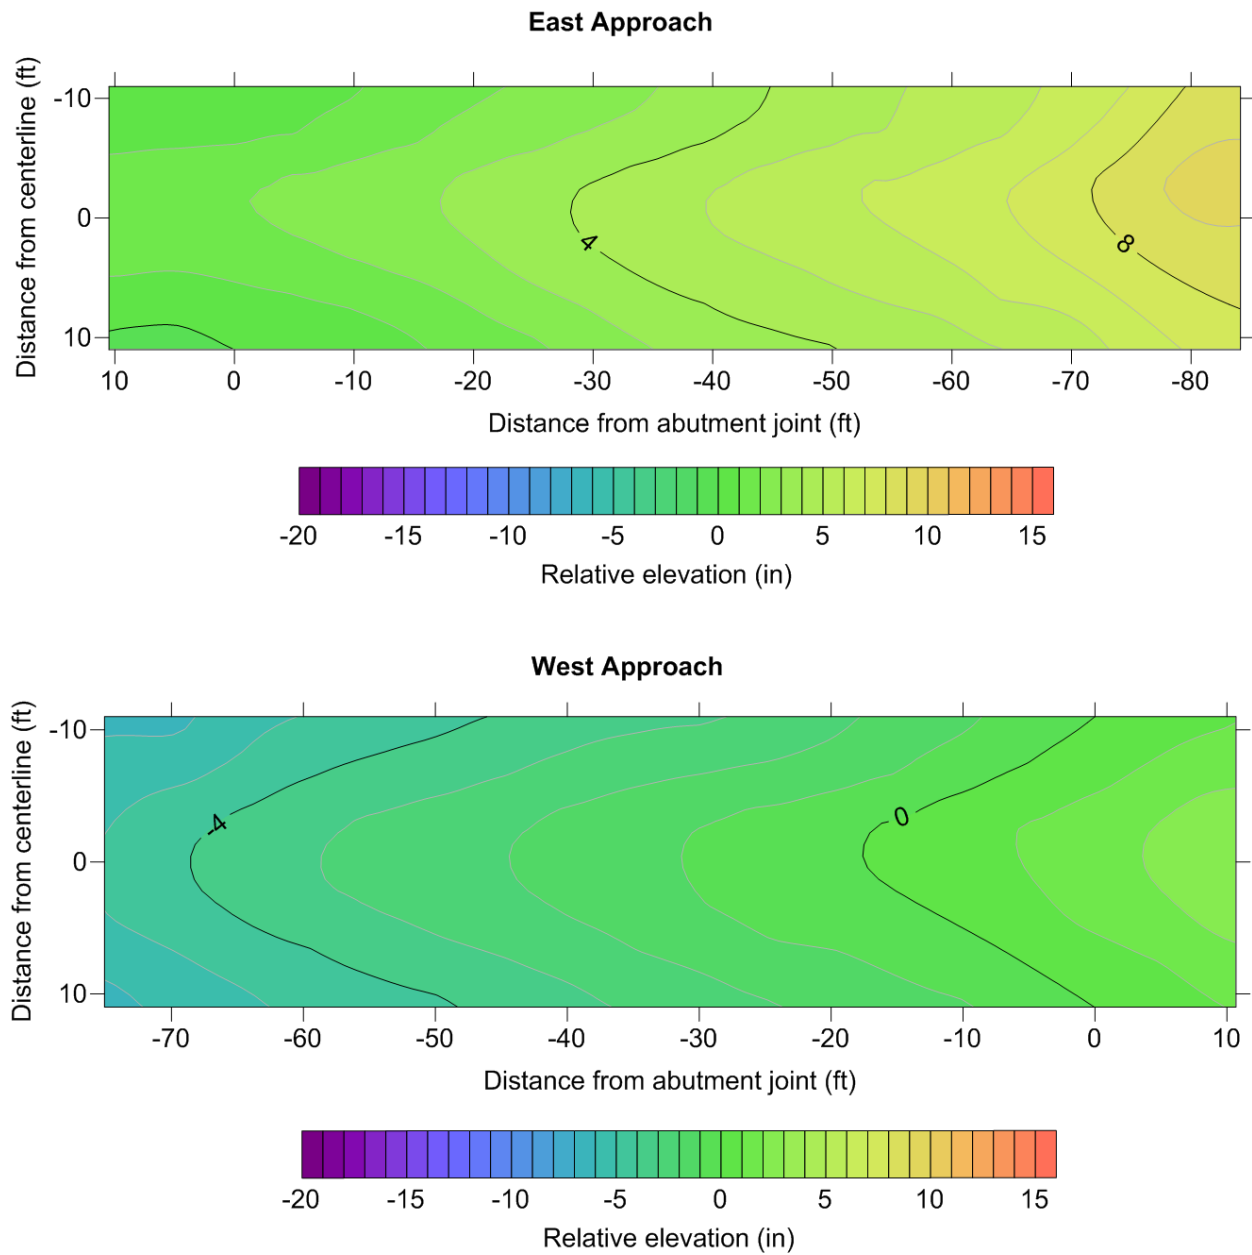 East Approach
Distance from centerline (ft)
-10
0
10
4
8
10 0 -10 -20 -30 -40 -50 -60 -70 -80
Distance from abutment joint (ft)
-20 -15 -10 -5 0 5 10 15
Relative elevation (in)
West Approach
Distance from centerline (ft)
-10
0
10
-4
0
-70 -60 -50 -40 -30 -20 -10 0 10
Distance from abutment joint (ft)
-20 -15 -10 -5 0 5 10 15
Relative elevation (in)